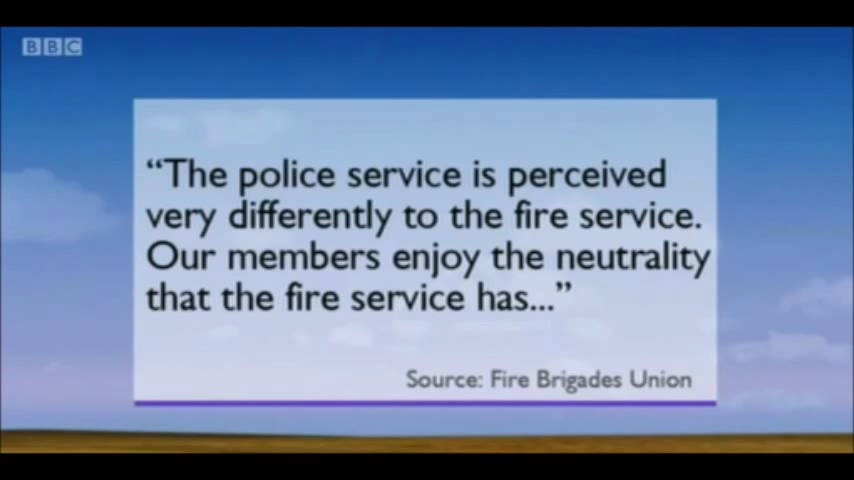 BBC
“The police service is perceived
very differently to the fire service.
Our members enjoy the neutrality
that the fire service has...”
Source: Fire Brigades Union